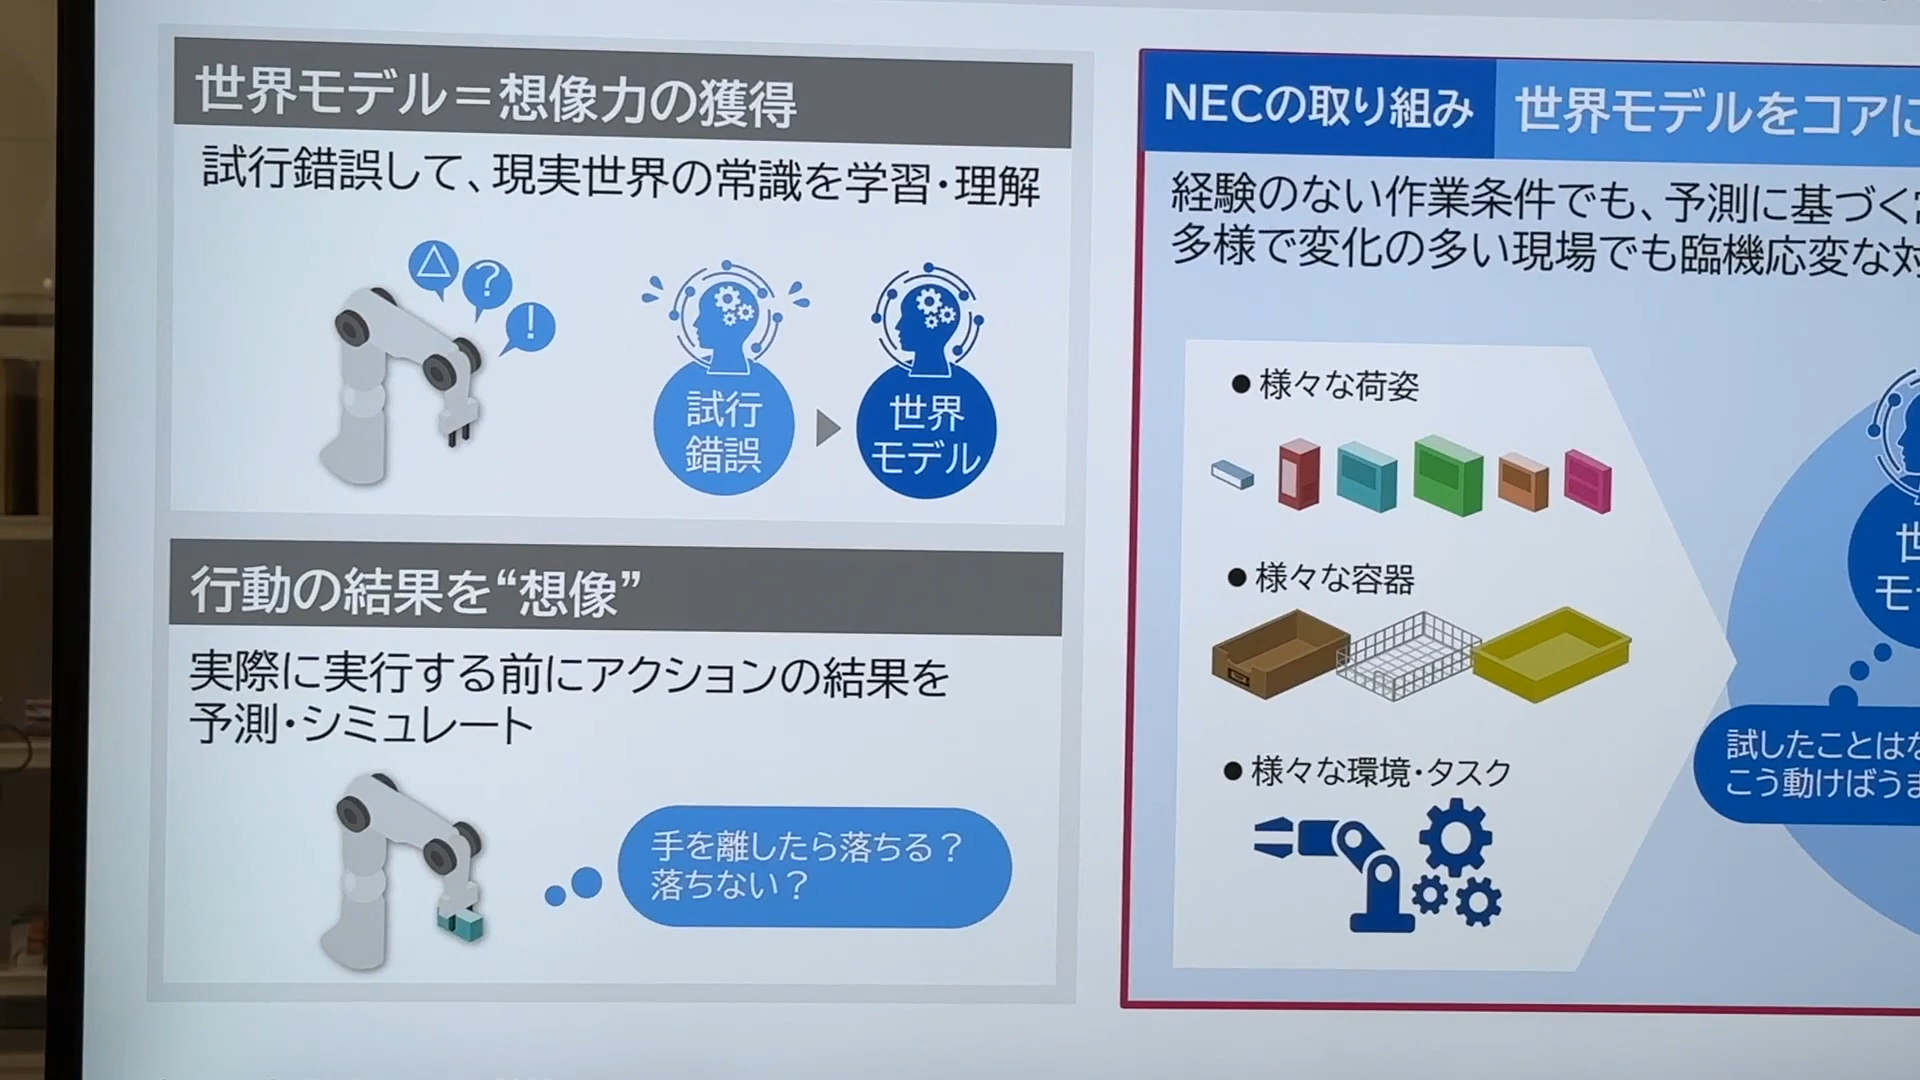 世界モデル＝想像力の獲得
試行錯誤して、現実世界の常識を学習・理解
?
!
試行
錯誤
世界
モデル
行動の結果を“想像”
実際に実行する前にアクションの結果を
予測・シミュレート
手を離したら落ちる？
落ちない？
NECの取り組み
世界モデルをコアに
経験のない作業条件でも、予測に基づく
多様で変化の多い現場でも臨機応変な対
● 様々な荷姿
● 様々な容器
● 様々な環境・タスク
世
モデ
試したことはな
こう動けばうま